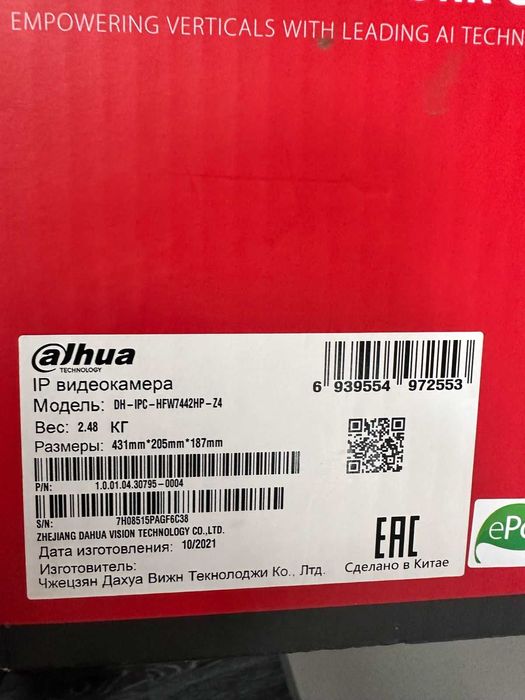 EMPOWERING VERTICALS WITH LEADING AI TECHN
alhua
TECHNOLOGY
IP видеокамера
Модель: DH-IPC-HFW7442HP-Z4
Вес: 2.48 КГ
Размеры: 431mm*205mm*187mm
6 939554 972553
P/N: 1.0.01.04.30795-0004
S/N: 7H08515PAGF6C38
ZHEJIANG DAHUA VISION TECHNOLOGY CO.,LTD.
Дата изготовления: 10/2021
Изготовитель:
Чжецзян Дахуа Вижн Текнолоджи Ко., Лтд.
EAC
Сделано в Китае